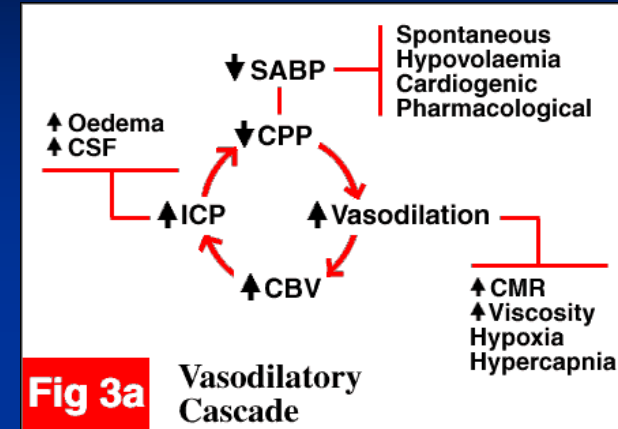 Spontaneous
Hypovolaemia
Cardiogenic
Pharmacological
↓ SABP
↓ CPP
↑ Oedema
↑ CSF
↑ ICP
↑ Vasodilation
↑ CBV
↑ CMR
↑ Viscosity
Hypoxia
Hypercapnia
Fig 3a
Vasodilatory
Cascade